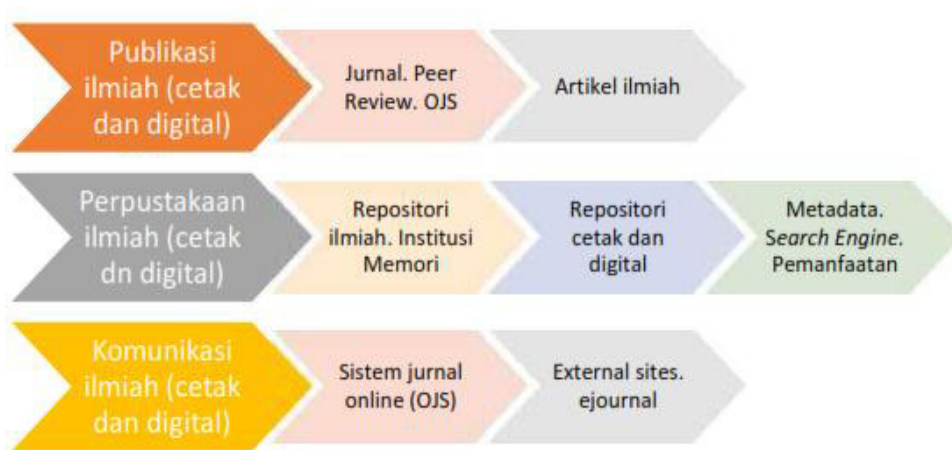 Publikasi
ilmiah (cetak
dan digital)
Jurnal. Peer
Review. OJS
Artikel ilmiah
Perpustakaan
ilmiah (cetak
dn digital)
Repositori
ilmiah. Institusi
Memori
Repositori
cetak dan
digital
Metadata.
Search Engine.
Pemanfaatan
Komunikasi
ilmiah (cetak
dan digital)
Sistem jurnal
online (OJS)
External sites.
ejournal